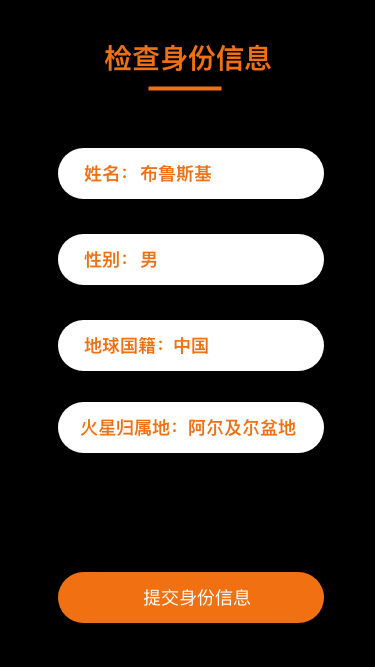 检查身份信息
姓名： 布鲁斯基
性别： 男
地球国籍：中国
火星归属地：阿尔及尔盆地
提交身份信息